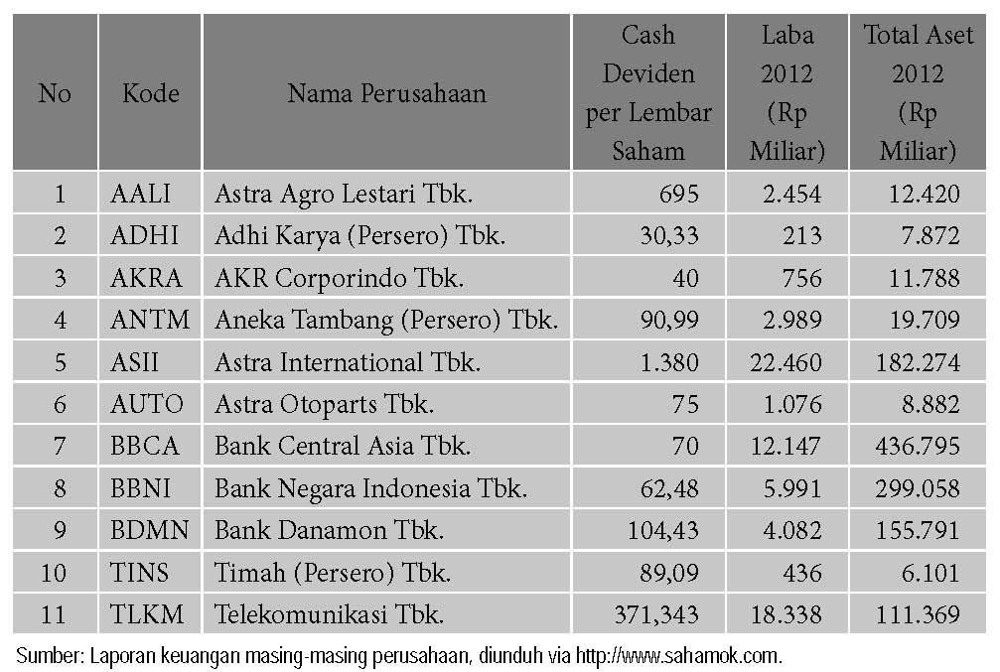 No Kode Nama Perusahaan Cash Deviden per Lembar Saham Laba 2012 (Rp Miliar) Total Aset 2012 (Rp Miliar)
1 AALI Astra Agro Lestari Tbk. 695 2.454 12.420
2 ADHI Adhi Karya (Persero) Tbk. 30,33 213 7.872
3 AKRA AKR Corporindo Tbk. 40 756 11.788
4 ANTM Aneka Tambang (Persero) Tbk. 90,99 2.989 19.709
5 ASII Astra International Tbk. 1.380 22.460 182.274
6 AUTO Astra Otoparts Tbk. 75 1.076 8.882
7 BBCA Bank Central Asia Tbk. 70 12.147 436.795
8 BBNI Bank Negara Indonesia Tbk. 62,48 5.991 299.058
9 BDMN Bank Danamon Tbk. 104,43 4.082 155.791
10 TINS Timah (Persero) Tbk. 89,09 436 6.101
11 TLKM Telekomunikasi Tbk. 371,343 18.338 111.369
Sumber: Laporan keuangan masing-masing perusahaan, diunduh via http://www.sahamok.com.